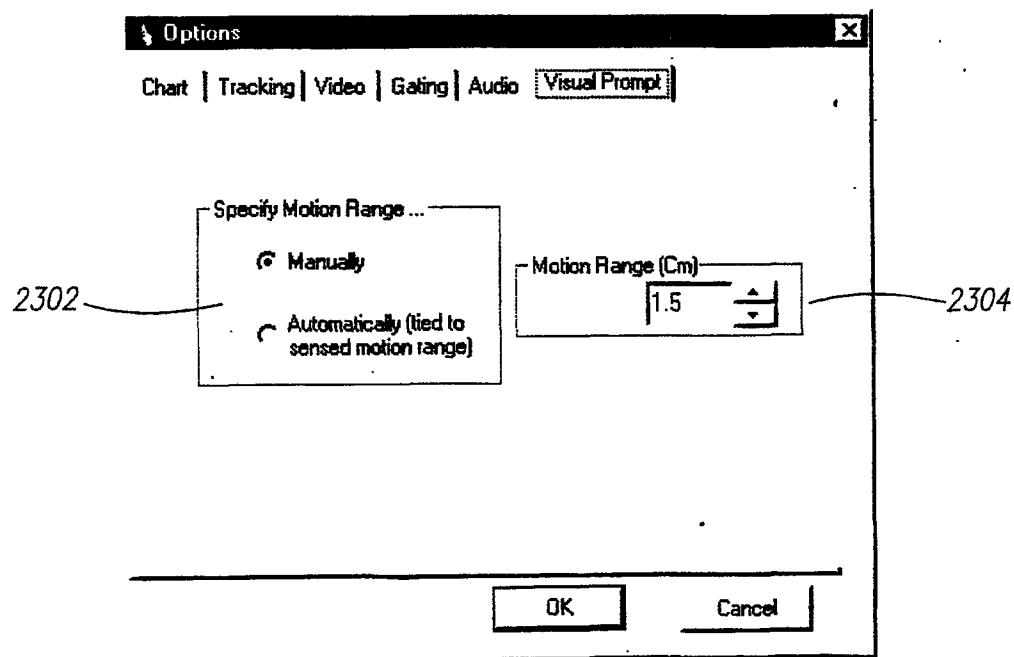 Options
Chart Tracking Video Gating Audio Visual Prompt
Specify Motion Range ...
Manually
Motion Range (Cm)
1.5
2302
2304
Automatically (tied to
sensed motion range)
OK Cancel